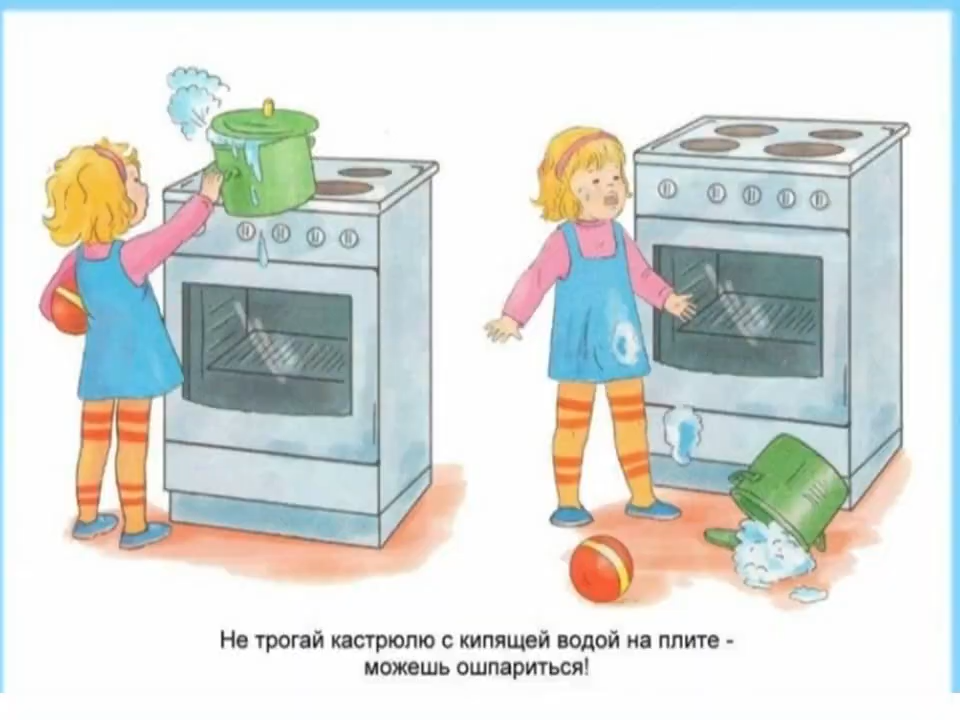 Не трогай кастрюлю с кипящей водой на плите -
можешь ошпариться!